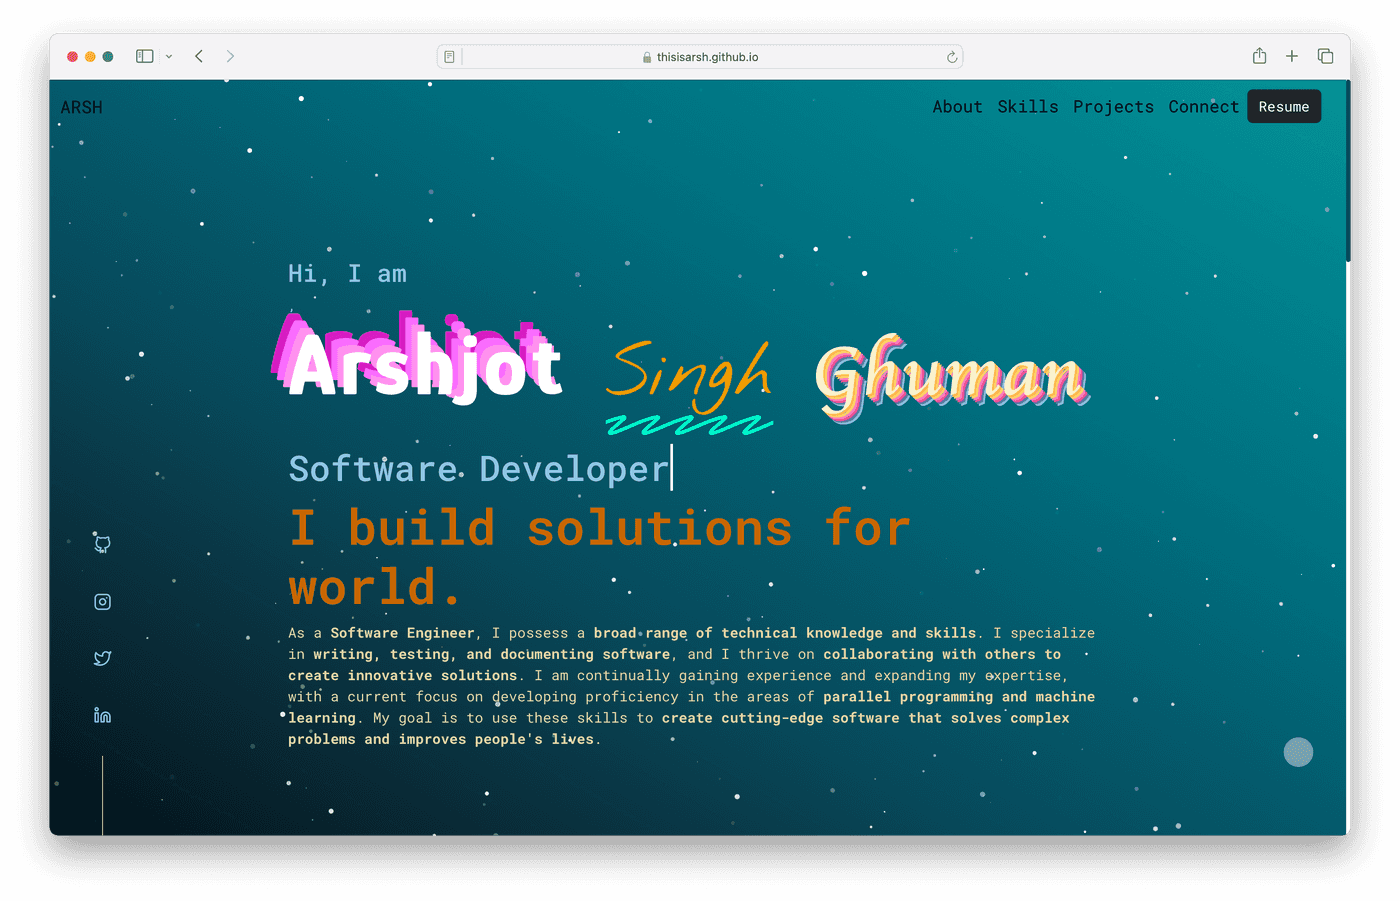 thisisarsh.github.io
ARSH
About Skills Projects Connect Resume
Hi, I am
Arshjot Singh Ghuman
Software Developer
I build solutions for
world.
As a Software Engineer, I possess a broad range of technical knowledge and skills. I specialize
in writing, testing, and documenting software, and I thrive on collaborating with others to
create innovative solutions. I am continually gaining experience and expanding my expertise,
with a current focus on developing proficiency in the areas of parallel programming and machine
learning. My goal is to use these skills to create cutting-edge software that solves complex
problems and improves people's lives.